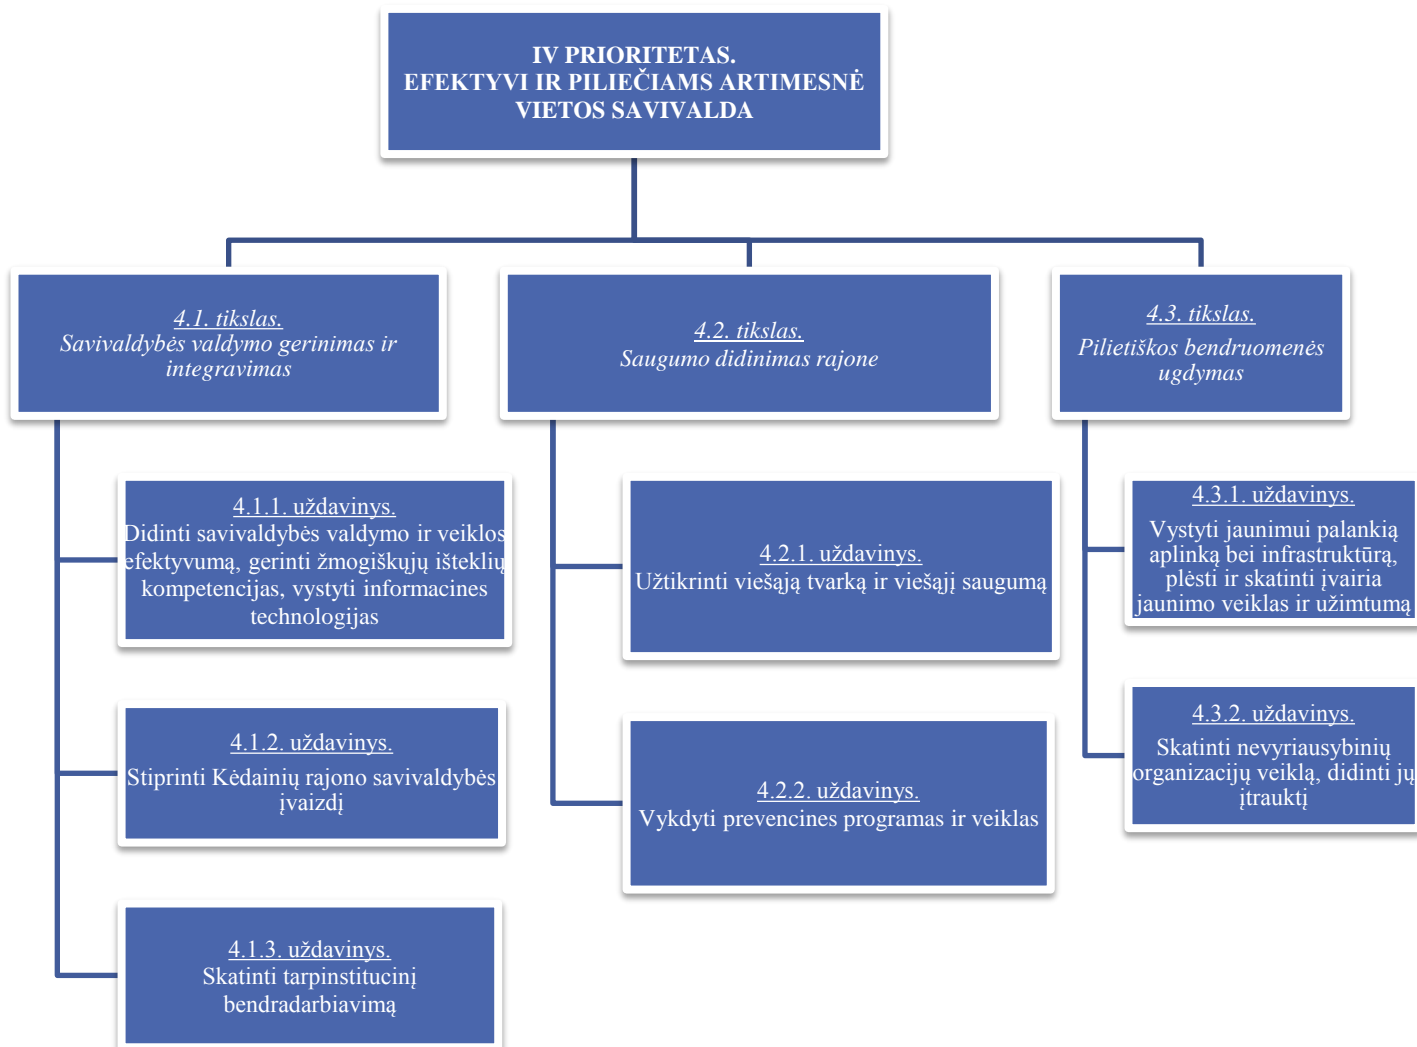 IV PRIORITETAS.
EFEKTYVI IR PILIEČIAMS ARTIMESNĖ
VIETOS SAVIVALDA
4.1. tikslas.
Savivaldybės valdymo gerinimas ir
integravimas
4.2. tikslas.
Saugumo didinimas rajone
4.3. tikslas.
Pilietiškos bendruomenės
ugdymas
4.1.1. uždavinys.
Didinti savivaldybės valdymo ir veiklos
efektyvumą, gerinti žmogiškųjų išteklių
kompetencijas, vystyti informacines
technologijas
4.1.2. uždavinys.
Stiprinti Kėdainių rajono savivaldybės
įvaizdį
4.1.3. uždavinys.
Skatinti tarpinstitucinį
bendradarbiavimą
4.2.1. uždavinys.
Užtikrinti viešąją tvarką ir viešąjį saugumą
4.2.2. uždavinys.
Vykdyti prevencines programas ir veiklas
4.3.1. uždavinys.
Vystyti jaunimui palankią
aplinką bei infrastruktūrą,
plėsti ir skatinti įvairia
jaunimo veiklas ir užimtumą
4.3.2. uždavinys.
Skatinti nevyriausybinių
organizacijų veiklą, didinti jų
įtrauktį